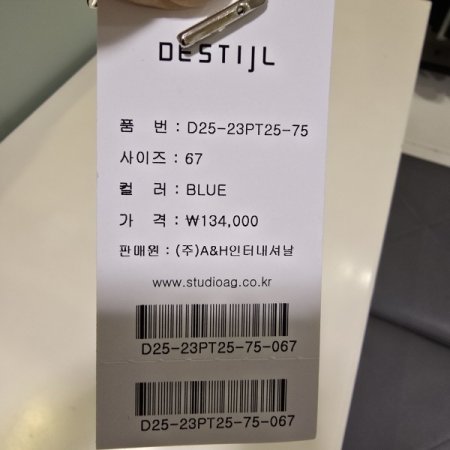 DESTIJL
품 번 : D25-23PT25-75
사이즈 : 67
컬 러 : BLUE
가 격 : ₩134,000
판매원 : (주)A&H인터내셔날
www.studioag.co.kr
D25-23PT25-75-067
D25-23PT25-75-067